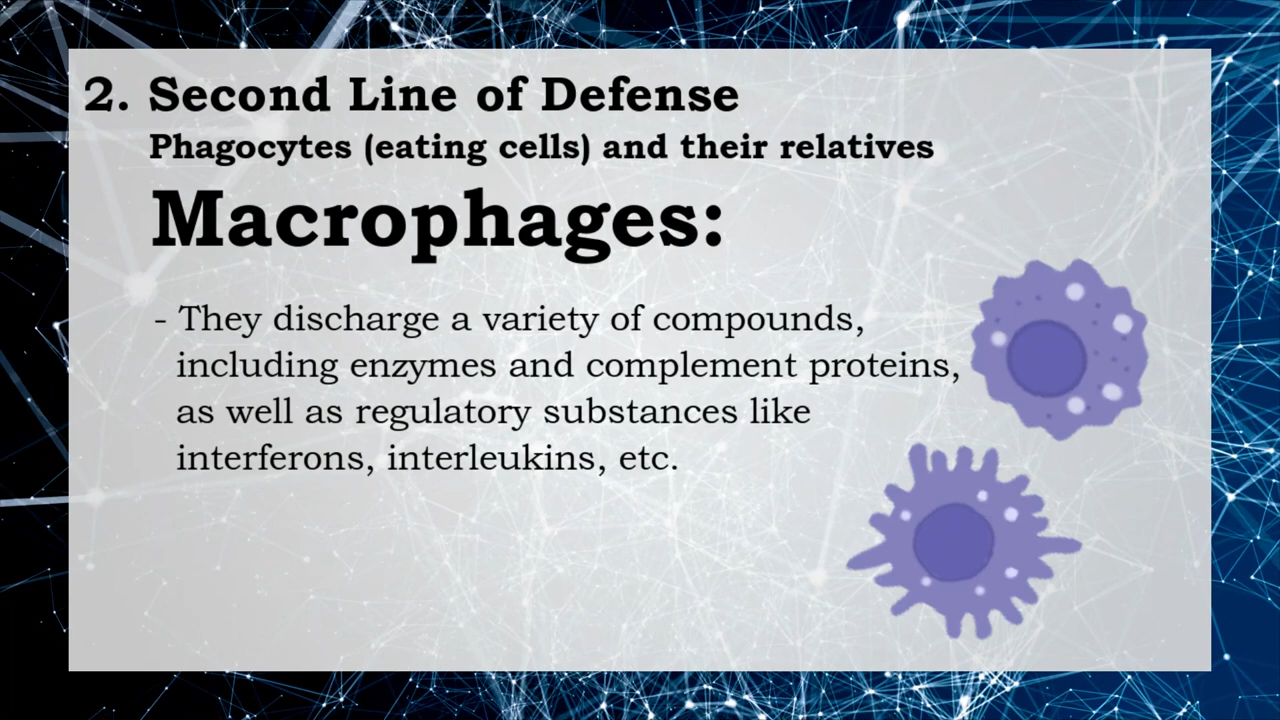 2. Second Line of Defense
Phagocytes (eating cells) and their relatives
Macrophages:
- They discharge a variety of compounds,
including enzymes and complement proteins,
as well as regulatory substances like
interferons, interleukins, etc.